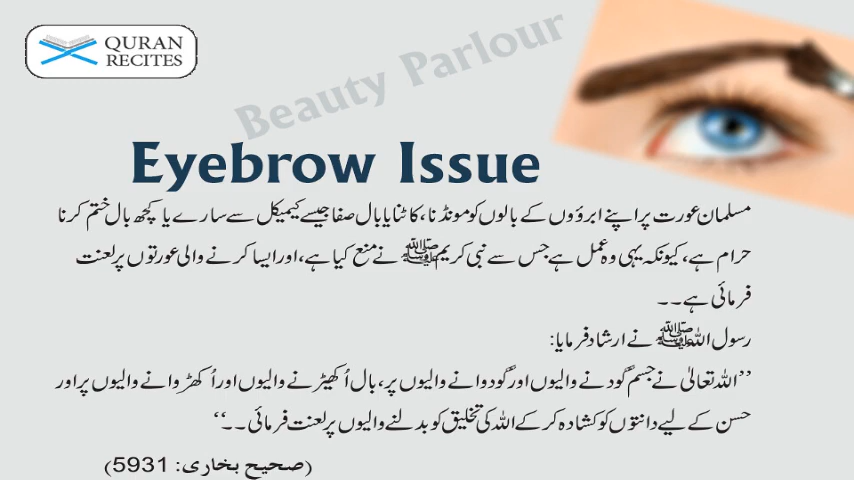 QURAN
RECITES
Beauty Parlour
Eyebrow Issue
مسلمان عورت پر اپنے ابرؤوں کے بالوں کو مونڈنا، کاٹنا یا بال صفا جیسے کیمیکل سے سارے یا کچھ بال ختم کرنا
حرام ہے، کیونکہ یہی وہ عمل ہے جس سے نبی کریم ﷺ نے منع کیا ہے، اور ایسا کرنے والی عورتوں پر لعنت
فرمائی ہے۔۔
رسول اللہ ﷺ نے ارشاد فرمایا:
”اللہ تعالیٰ نے جسم گودنے والیوں اور گودوانے والیوں پر، بال اُکھیڑنے والیوں اور اُکھڑوانے والیوں پر اور
حسن کے لیے دانتوں کو کشادہ کر کے اللہ کی تخلیق کو بدلنے والیوں پر لعنت فرمائی۔۔“
(صحیح بخاری: 5931)